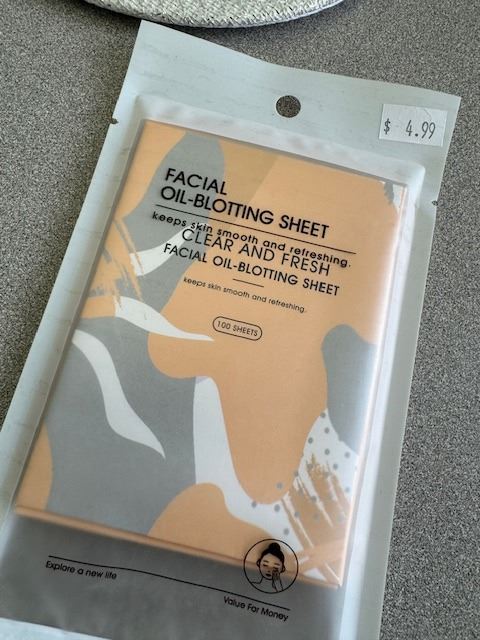 $ 4.99
FACIAL
OIL-BLOTTING SHEET
keeps skin smooth and refreshing.
CLEAR AND FRESH
FACIAL OIL-BLOTTING SHEET
keeps skin smooth and refreshing.
100 SHEETS
Explore a new life
Value For Money